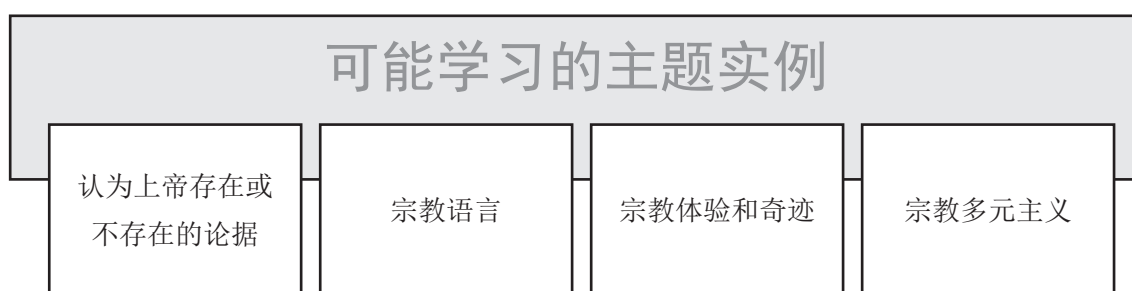 可能学习的主题实例
认为上帝存在或
不存在的论据
宗教语言
宗教体验和奇迹
宗教多元主义